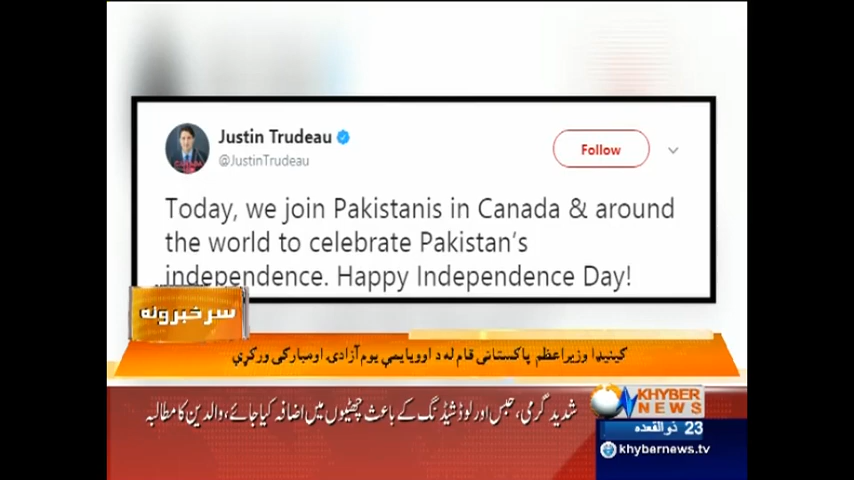 Justin Trudeau
@JustinTrudeau
Follow
Today, we join Pakistanis in Canada & around
the world to celebrate Pakistan's
independence. Happy Independence Day!
سرخبرونه
کینیډا وزیراعظم پاکستانی قام له د اوویایمې یوم آزادۍ اومبارکی ورکړې
شدید گرمی، حبس اور لوڈشیڈنگ کے باعث چھٹیوں میں اضافہ کیا جائے، والدین کا مطالبہ
KHYBER
NEWS
23 ذوالقعدہ
khybernews.tv